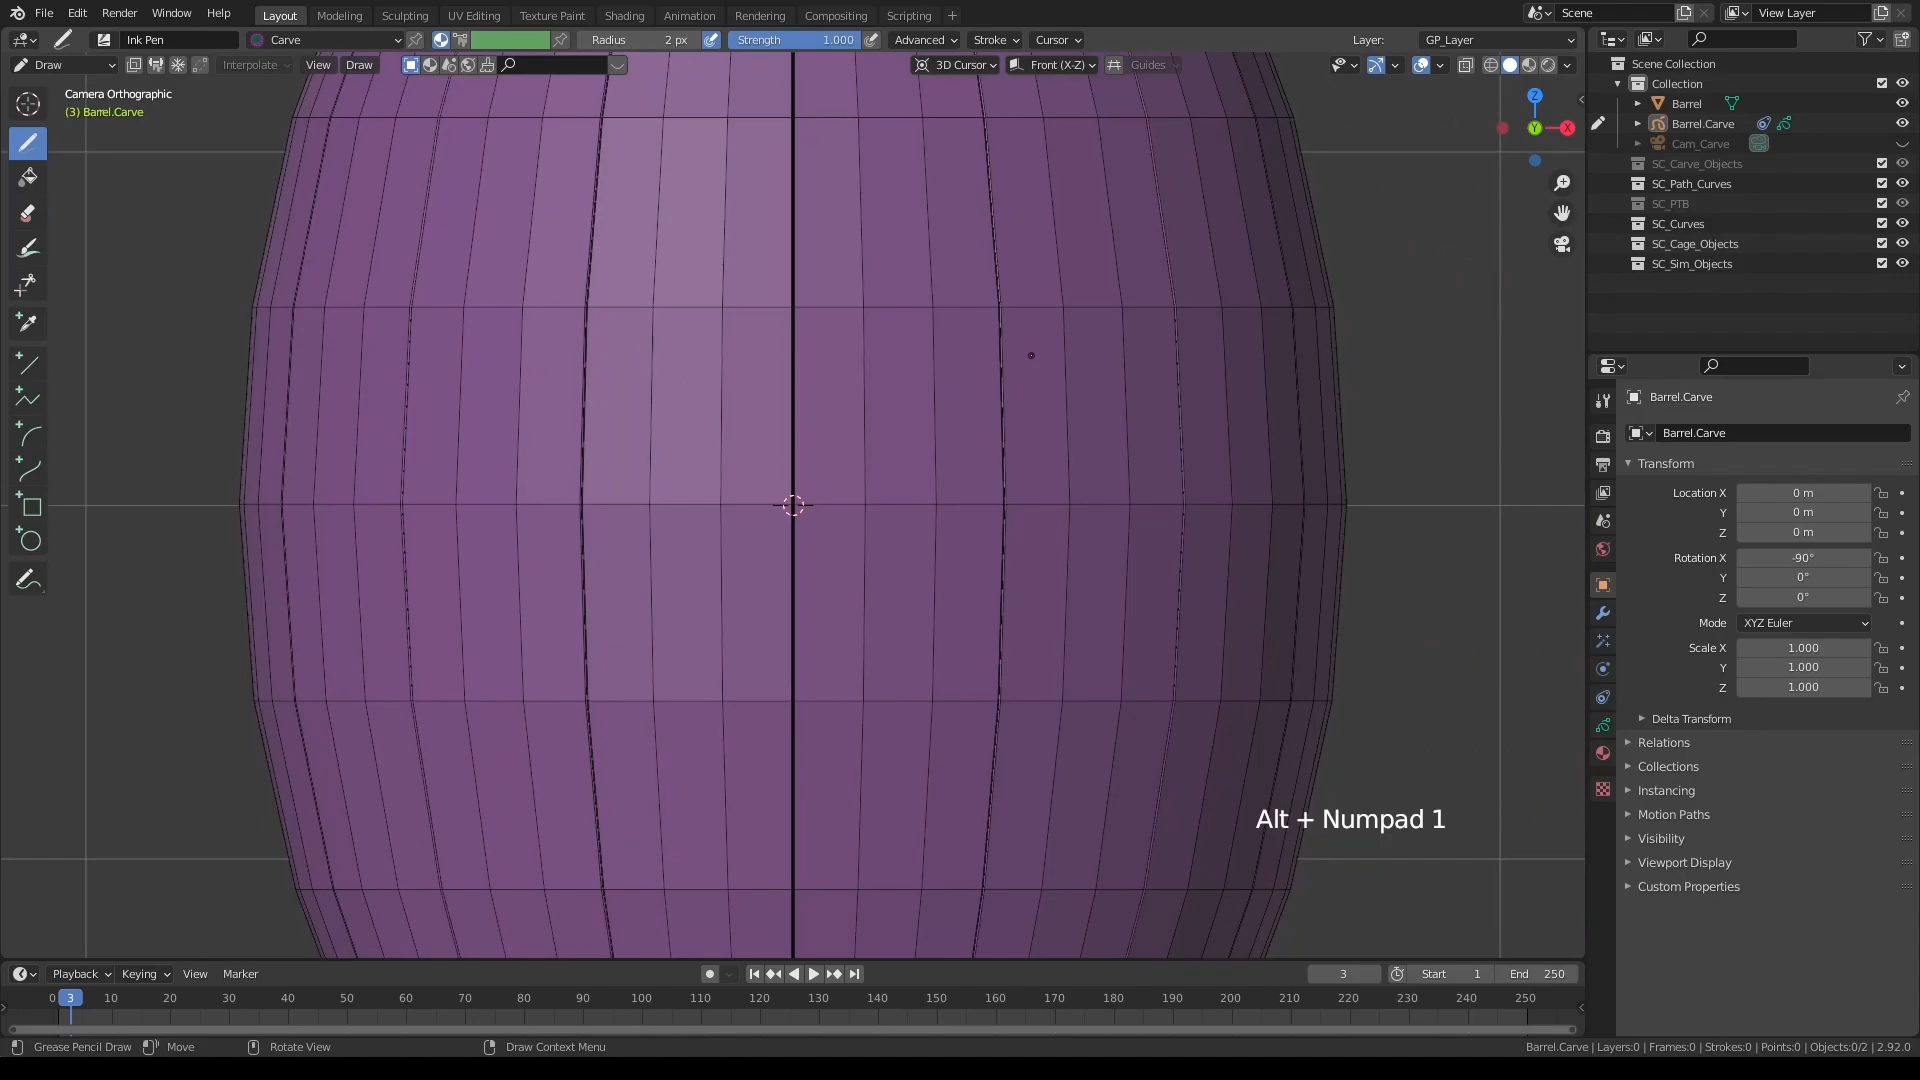 File Edit Render Window Help Layout Modeling Sculpting UV Editing Texture Paint Shading Animation Rendering Compositing Scripting + Scene View Layer
Ink Pen Carve Radius 2 px Strength 1.000 Advanced Stroke Cursor Layer: GP_Layer
Draw Interpolate View Draw 3D Cursor Front (X-Z) Guides
Camera Orthographic
(3) Barrel.Carve
Z
Y
X
Alt + Numpad 1
Scene Collection
Collection
Barrel
Barrel.Carve
Cam_Carve
SC_Carve_Objects
SC_Path_Curves
SC_PTB
SC_Curves
SC_Cage_Objects
SC_Sim_Objects
Barrel.Carve
Barrel.Carve
Transform
Location X 0 m
Y 0 m
Z 0 m
Rotation X -90°
Y 0°
Z 0°
Mode XYZ Euler
Scale X 1.000
Y 1.000
Z 1.000
Delta Transform
Relations
Collections
Instancing
Motion Paths
Visibility
Viewport Display
Custom Properties
Playback Keying View Marker 3 Start 1 End 250
0 3 10 20 30 40 50 60 70 80 90 100 110 120 130 140 150 160 170 180 190 200 210 220 230 240 250
Grease Pencil Draw Move Rotate View Draw Context Menu Barrel.Carve | Layers:0 | Frames:0 | Strokes:0 | Points:0 | Objects:0/2 | 2.92.0